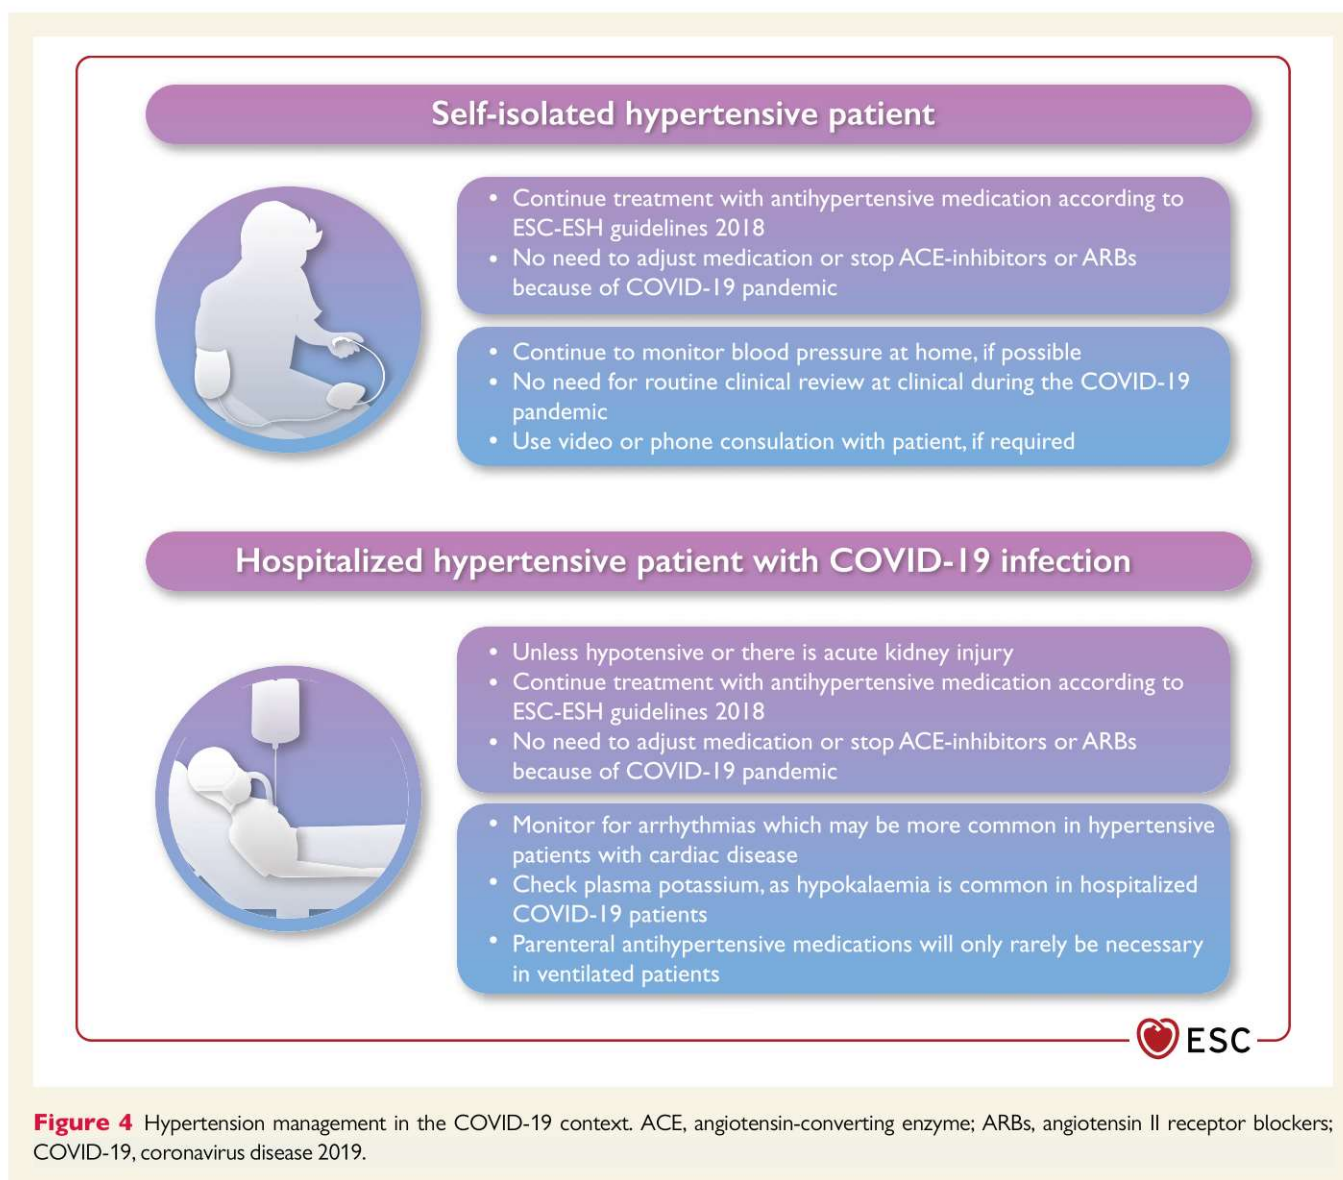 Self-isolated hypertensive patient
• Continue treatment with antihypertensive medication according to
ESC-ESH guidelines 2018
• No need to adjust medication or stop ACE-inhibitors or ARBs
because of COVID-19 pandemic
• Continue to monitor blood pressure at home, if possible
• No need for routine clinical review at clinical during the COVID-19
pandemic
• Use video or phone consulation with patient, if required
Hospitalized hypertensive patient with COVID-19 infection
• Unless hypotensive or there is acute kidney injury
• Continue treatment with antihypertensive medication according to
ESC-ESH guidelines 2018
• No need to adjust medication or stop ACE-inhibitors or ARBs
because of COVID-19 pandemic
• Monitor for arrhythmias which may be more common in hypertensive
patients with cardiac disease
• Check plasma potassium, as hypokalaemia is common in hospitalized
COVID-19 patients
• Parenteral antihypertensive medications will only rarely be necessary
in ventilated patients
ESC
Figure 4 Hypertension management in the COVID-19 context. ACE, angiotensin-converting enzyme; ARBs, angiotensin II receptor blockers;
COVID-19, coronavirus disease 2019.